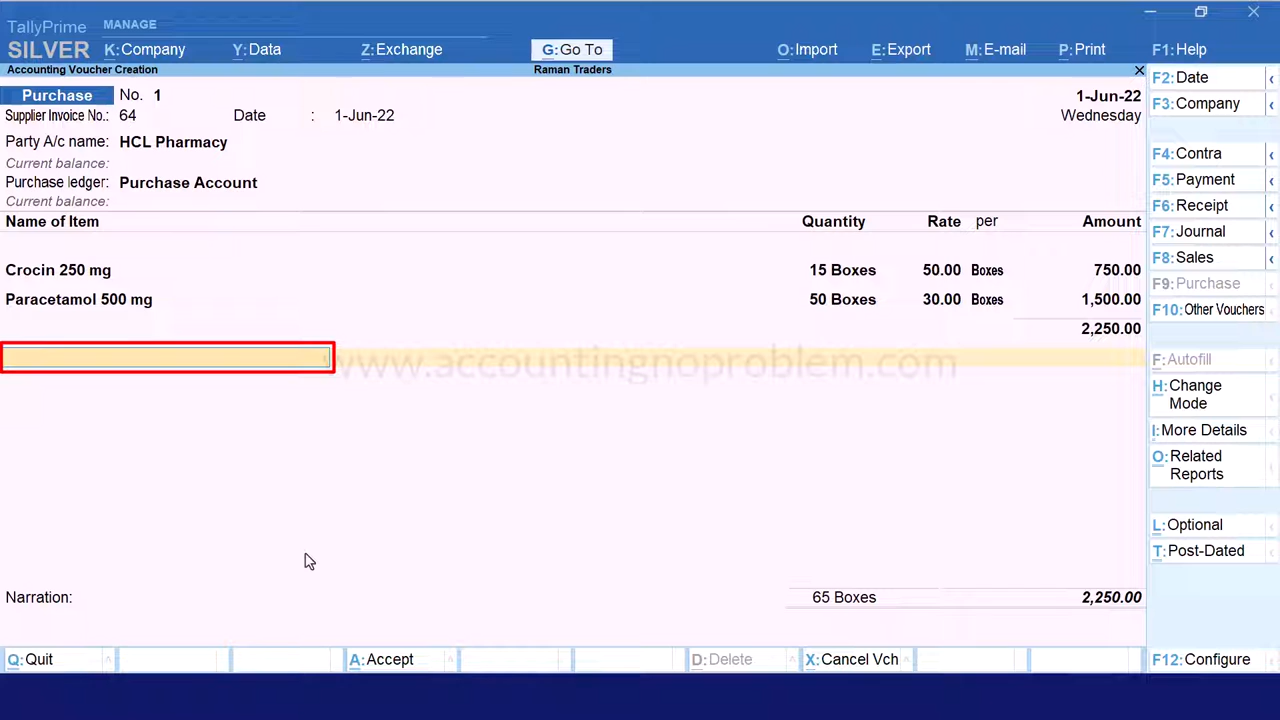 TallyPrime MANAGE
SILVER K:Company Y:Data Z:Exchange G:Go To O:Import E:Export M:E-mail P:Print F1:Help
Accounting Voucher Creation Raman Traders
Purchase No. 1 1-Jun-22
Supplier Invoice No.: 64 Date : 1-Jun-22 Wednesday
Party A/c name: HCL Pharmacy
Current balance:
Purchase ledger: Purchase Account
Current balance:
Name of Item Quantity Rate per Amount
Crocin 250 mg 15 Boxes 50.00 Boxes 750.00
Paracetamol 500 mg 50 Boxes 30.00 Boxes 1,500.00
2,250.00
www.accountingnoproblem.com
Narration: 65 Boxes 2,250.00
F2:Date
F3:Company
F4:Contra
F5:Payment
F6:Receipt
F7:Journal
F8:Sales
F9:Purchase
F10:Other Vouchers
F:Autofill
H:Change
Mode
I:More Details
O:Related
Reports
L:Optional
T:Post-Dated
Q:Quit A:Accept D:Delete X:Cancel Vch F12:Configure